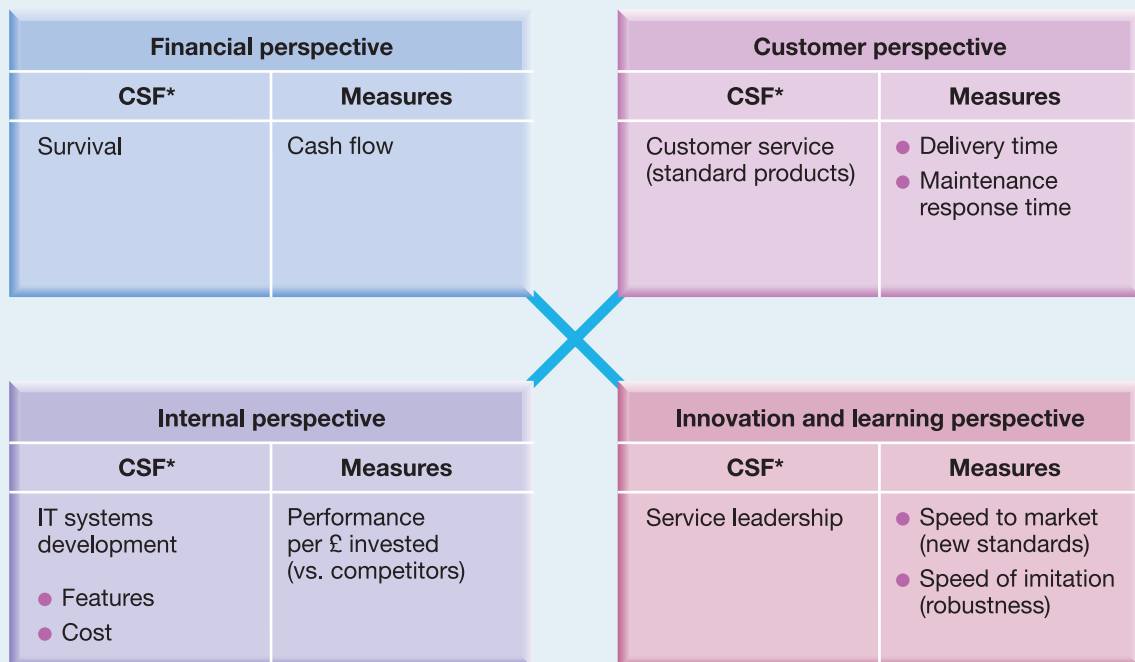 Financial perspective
CSF*
Measures
Survival
Cash flow
Customer perspective
CSF*
Measures
Customer service
(standard products)
● Delivery time
● Maintenance
response time
Internal perspective
CSF*
Measures
IT systems
development
● Features
● Cost
Performance
per £ invested
(vs. competitors)
Innovation and learning perspective
CSF*
Measures
Service leadership
● Speed to market
(new standards)
● Speed of imitation
(robustness)